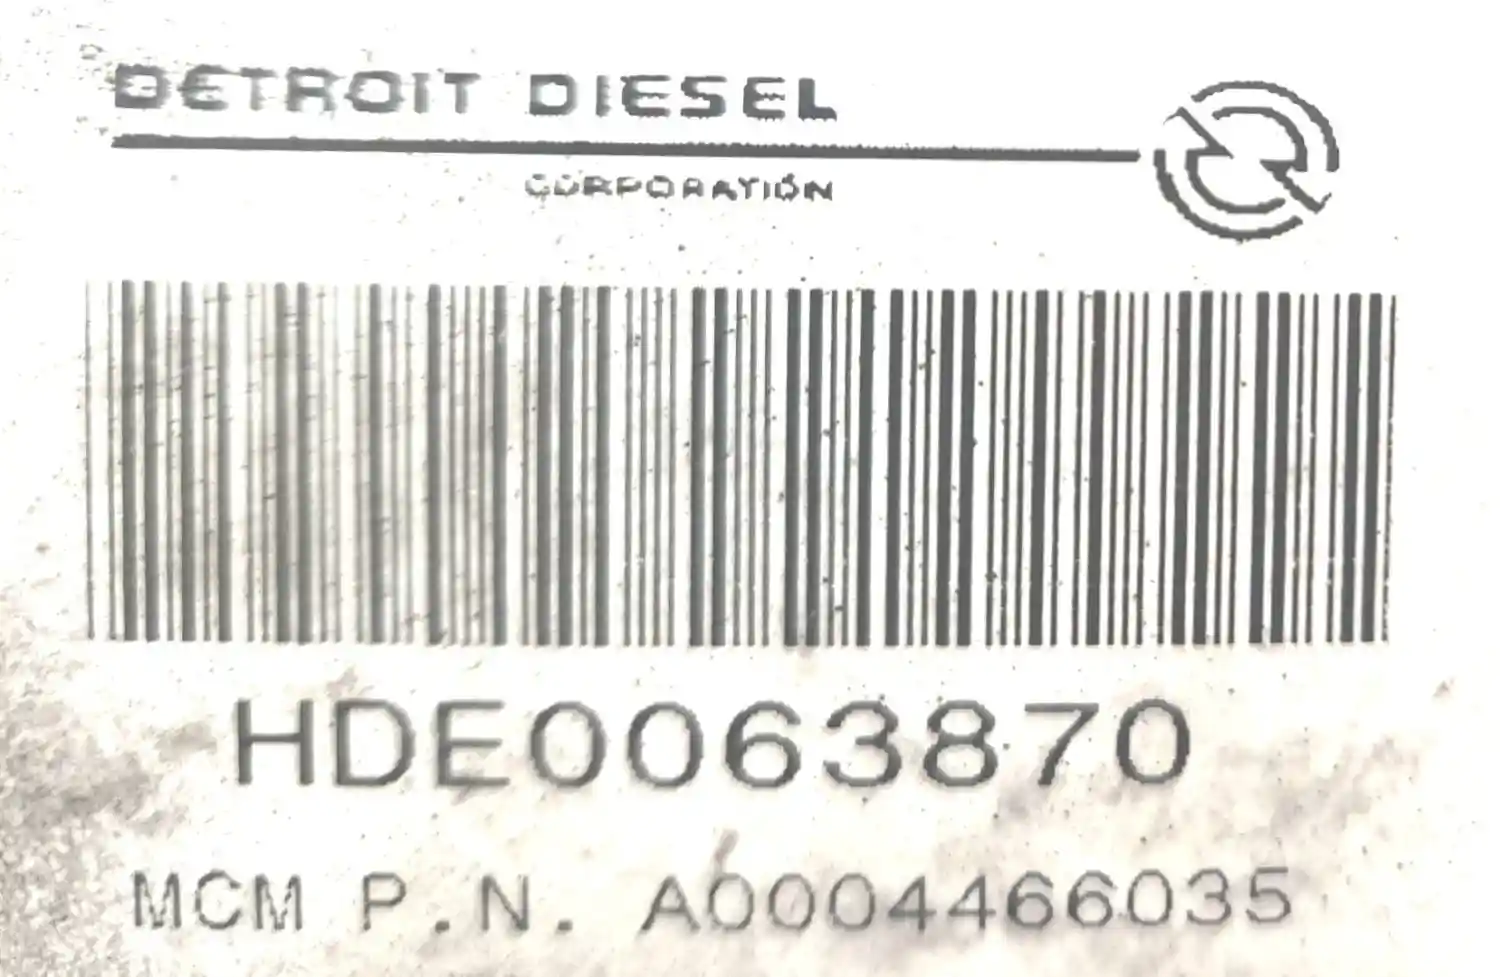 DETROIT DIESEL
CORPORATION
HDE0063870
MCM P.N. A0004466035